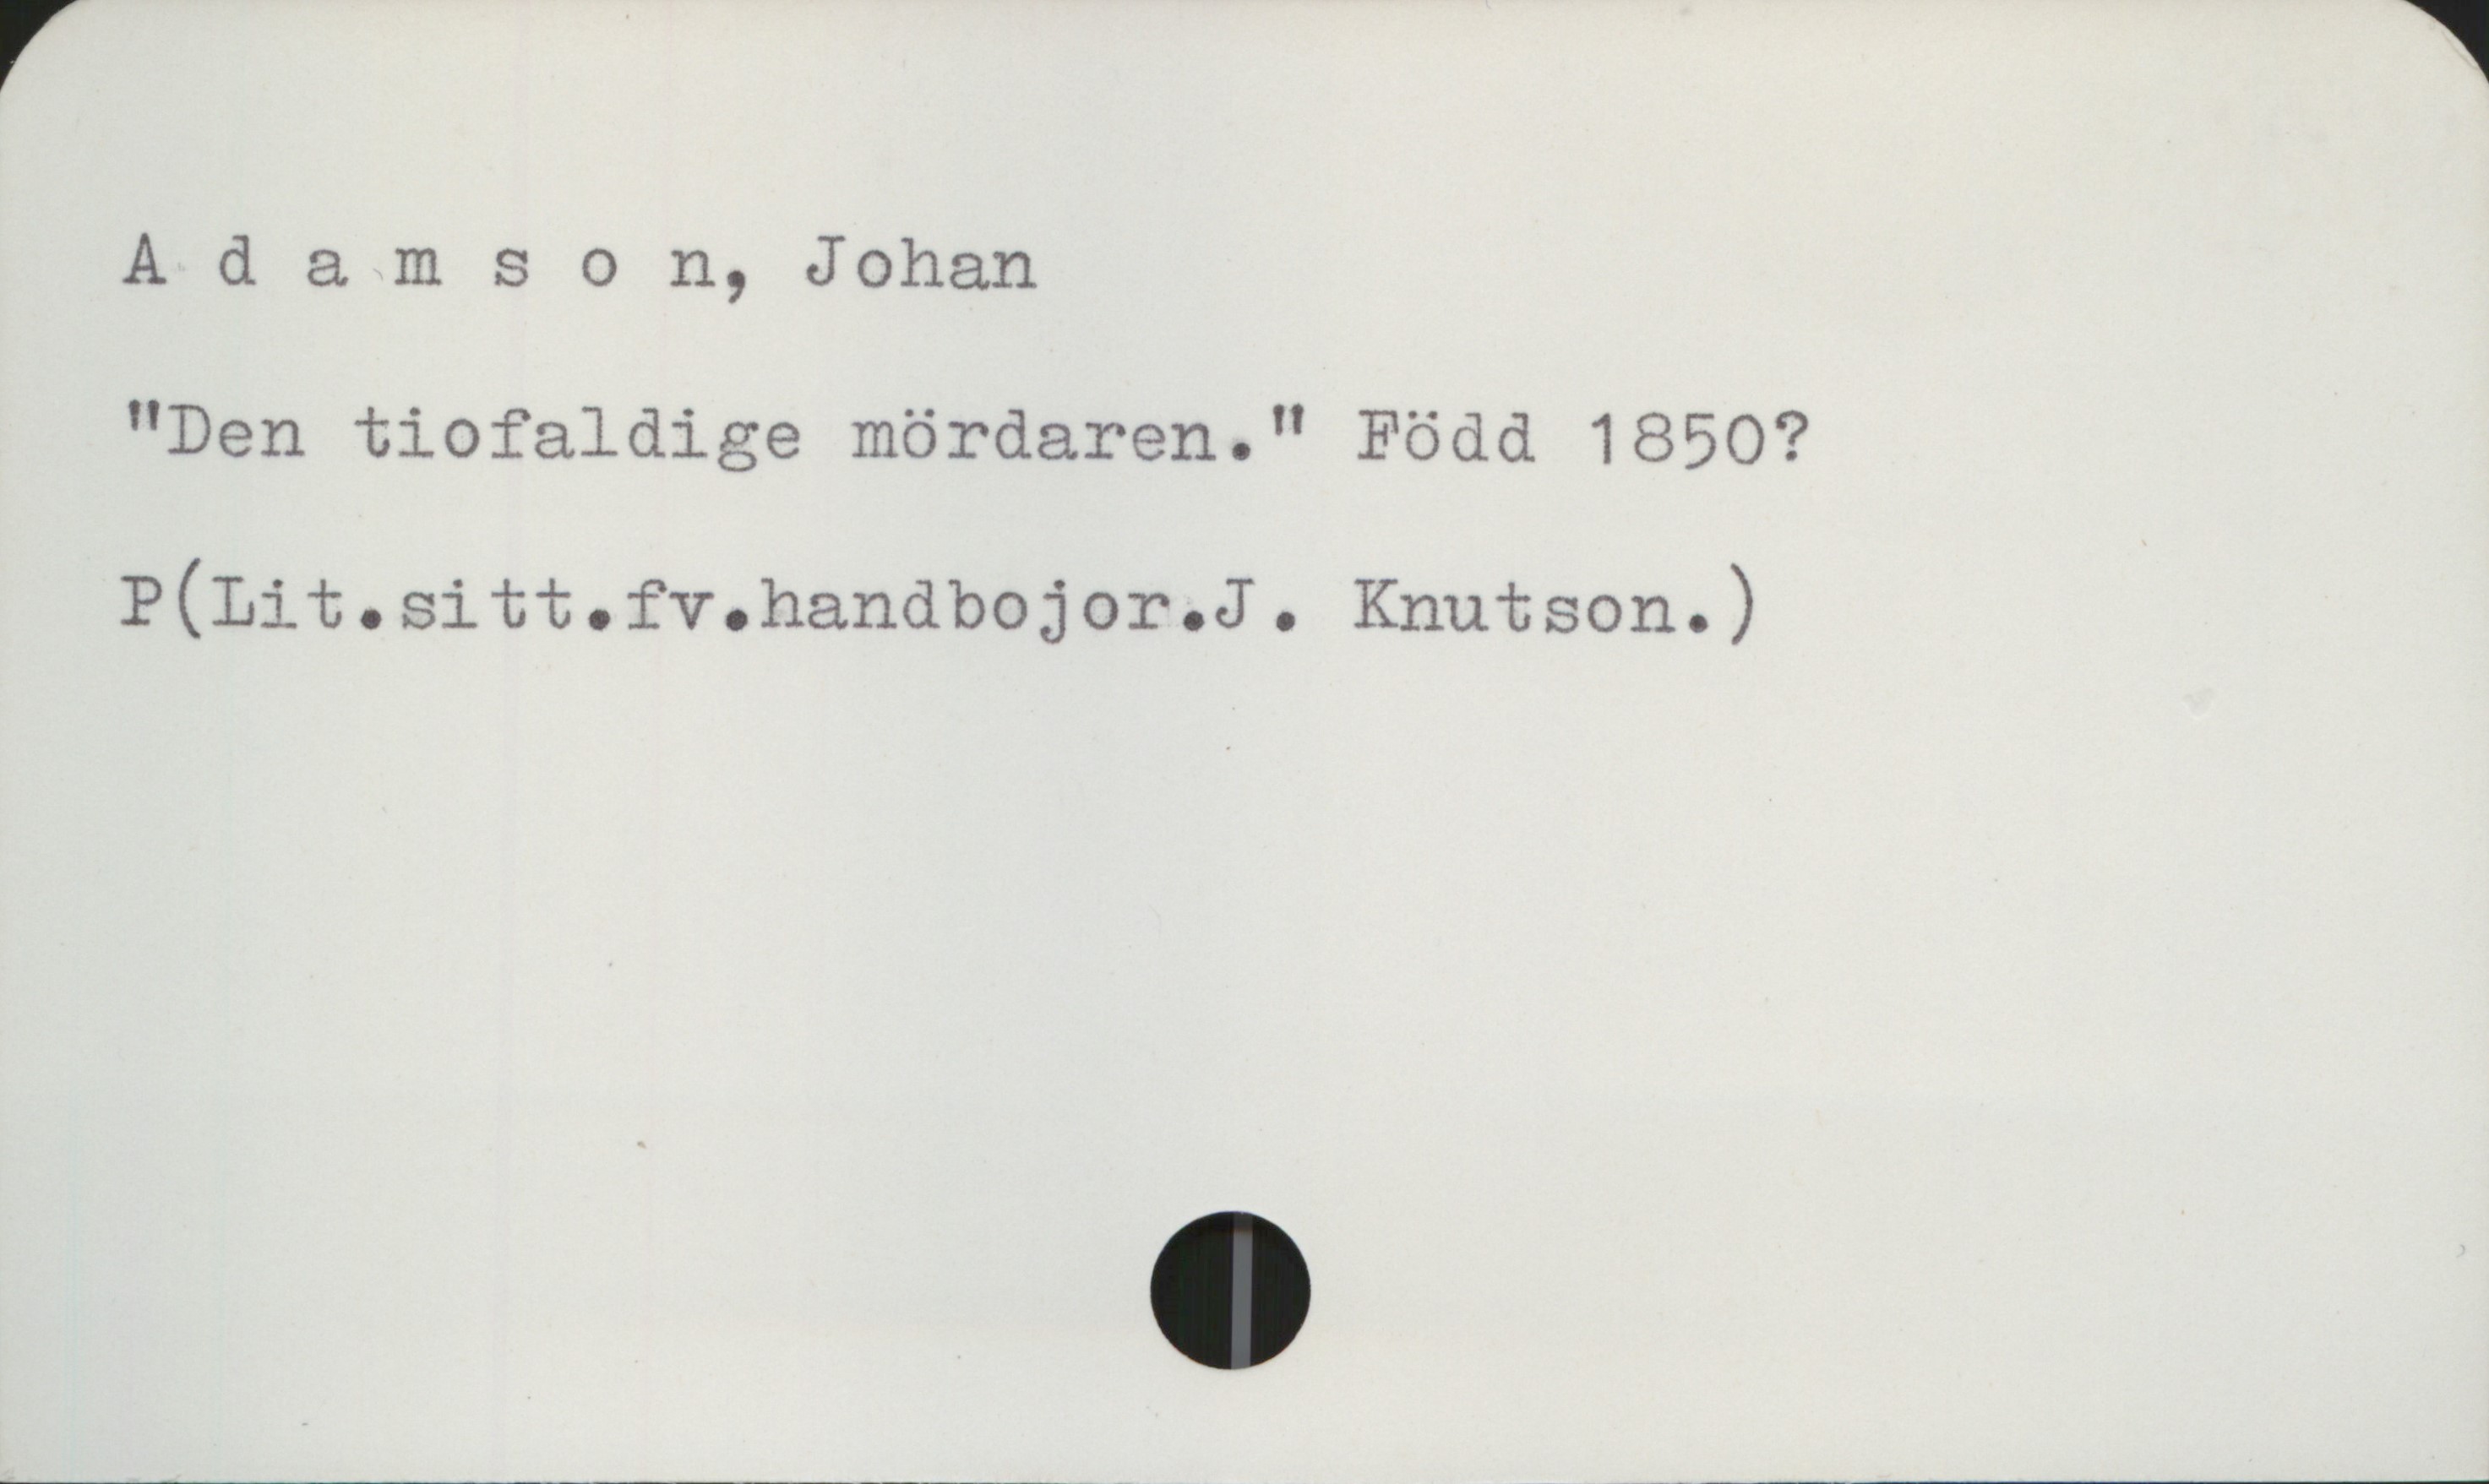 A d a m s o n, Johan
"Den tiofaldige mördaren." Född 1850?
P(Lit.sitt.fv.handbojor.J. Knutson.)